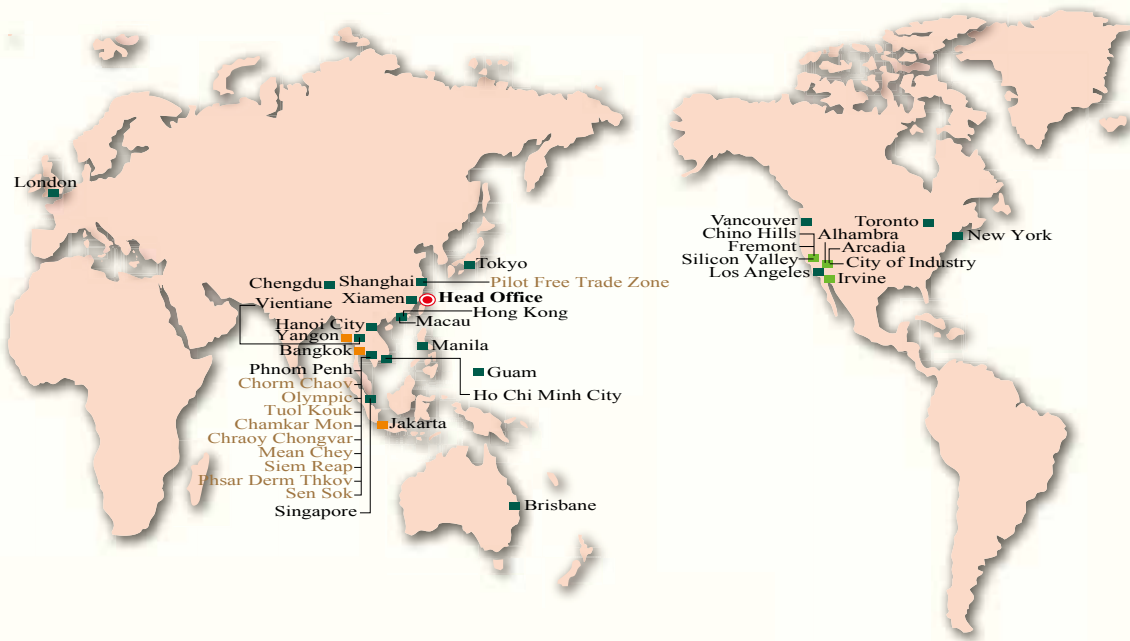 London
Tokyo
Chengdu
Shanghai
Pilot Free Trade Zone
Vientiane
Xiamen
Head Office
Hong Kong
Hanoi City
Macau
Yangon
Bangkok
Manila
Phnom Penh
Guam
Chorm Chaov
Ho Chi Minh City
Olympic
Tuol Kouk
Chamkar Mon
Jakarta
Chraoy Chongvar
Mean Chey
Siem Reap
Phsar Derm Thkov
Sen Sok
Singapore
Brisbane
Vancouver
Toronto
Chino Hills
Alhambra
New York
Fremont
Arcadia
Silicon Valley
City of Industry
Los Angeles
Irvine